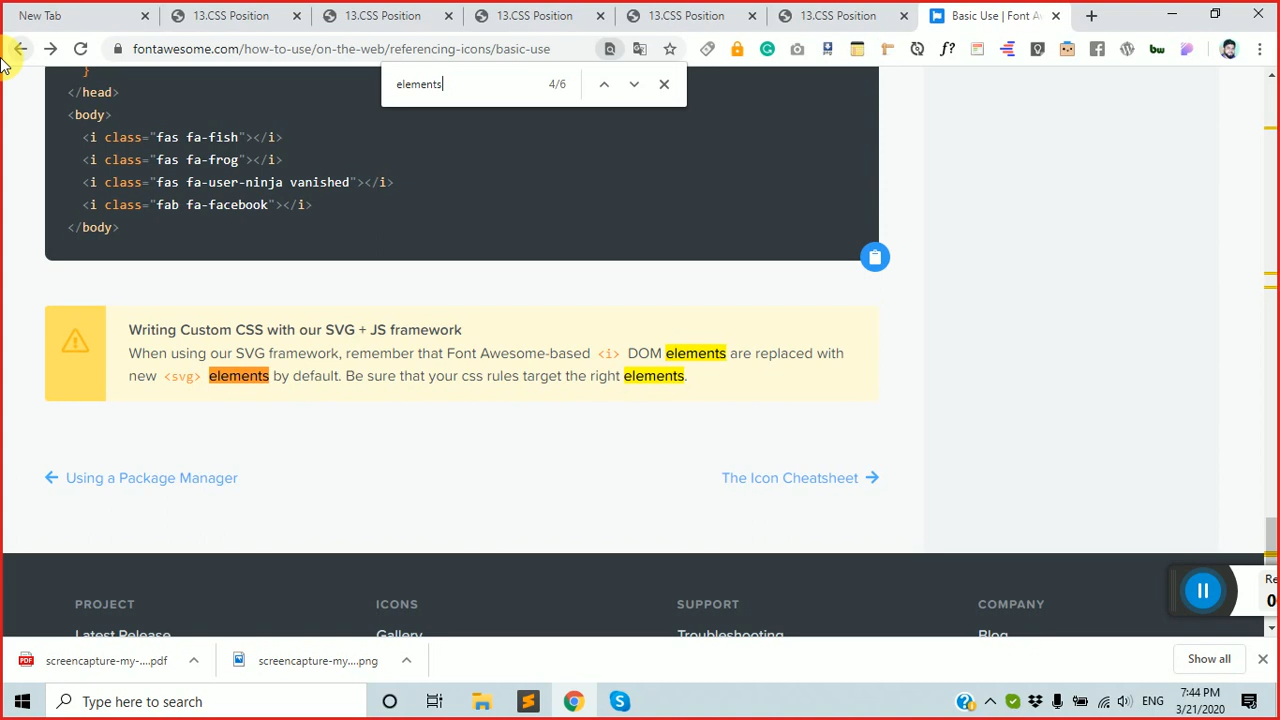 New Tab
13.CSS Position
13.CSS Position
13.CSS Position
13.CSS Position
13.CSS Position
Basic Use | Font A
fontawesome.com/how-to-use/on-the-web/referencing-icons/basic-use
elements
4/6
}
</head>
<body>
<i class="fas fa-fish"></i>
<i class="fas fa-frog"></i>
<i class="fas fa-user-ninja vanished"></i>
<i class="fab fa-facebook"></i>
</body>
Writing Custom CSS with our SVG + JS framework
When using our SVG framework, remember that Font Awesome-based <i> DOM elements are replaced with
new <svg> elements by default. Be sure that your css rules target the right elements.
Using a Package Manager
The Icon Cheatsheet
PROJECT
ICONS
SUPPORT
COMPANY
Latest Release
Gallery
Troubleshooting
Blog
Re
0
screencapture-my-....pdf
screencapture-my....png
Show all
Type here to search
ENG
7:44 PM
3/21/2020